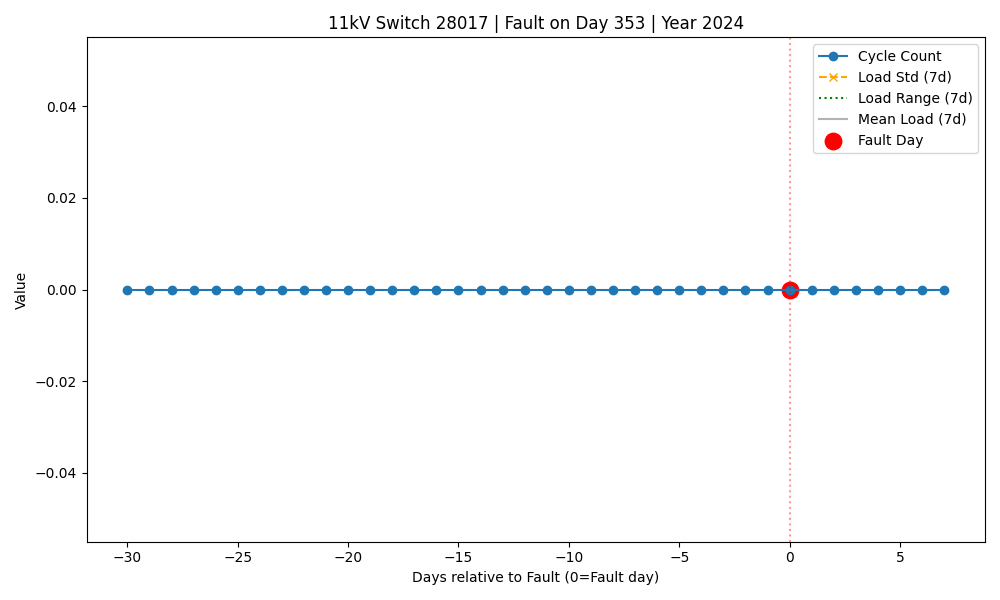 11kV Switch 28017 | Fault on Day 353 | Year 2024
Cycle Count
Load Std (7d)
Load Range (7d)
Mean Load (7d)
Fault Day
Value
0.04
0.02
0.00
−0.02
−0.04
−30
−25
−20
−15
−10
−5
0
5
Days relative to Fault (0=Fault day)